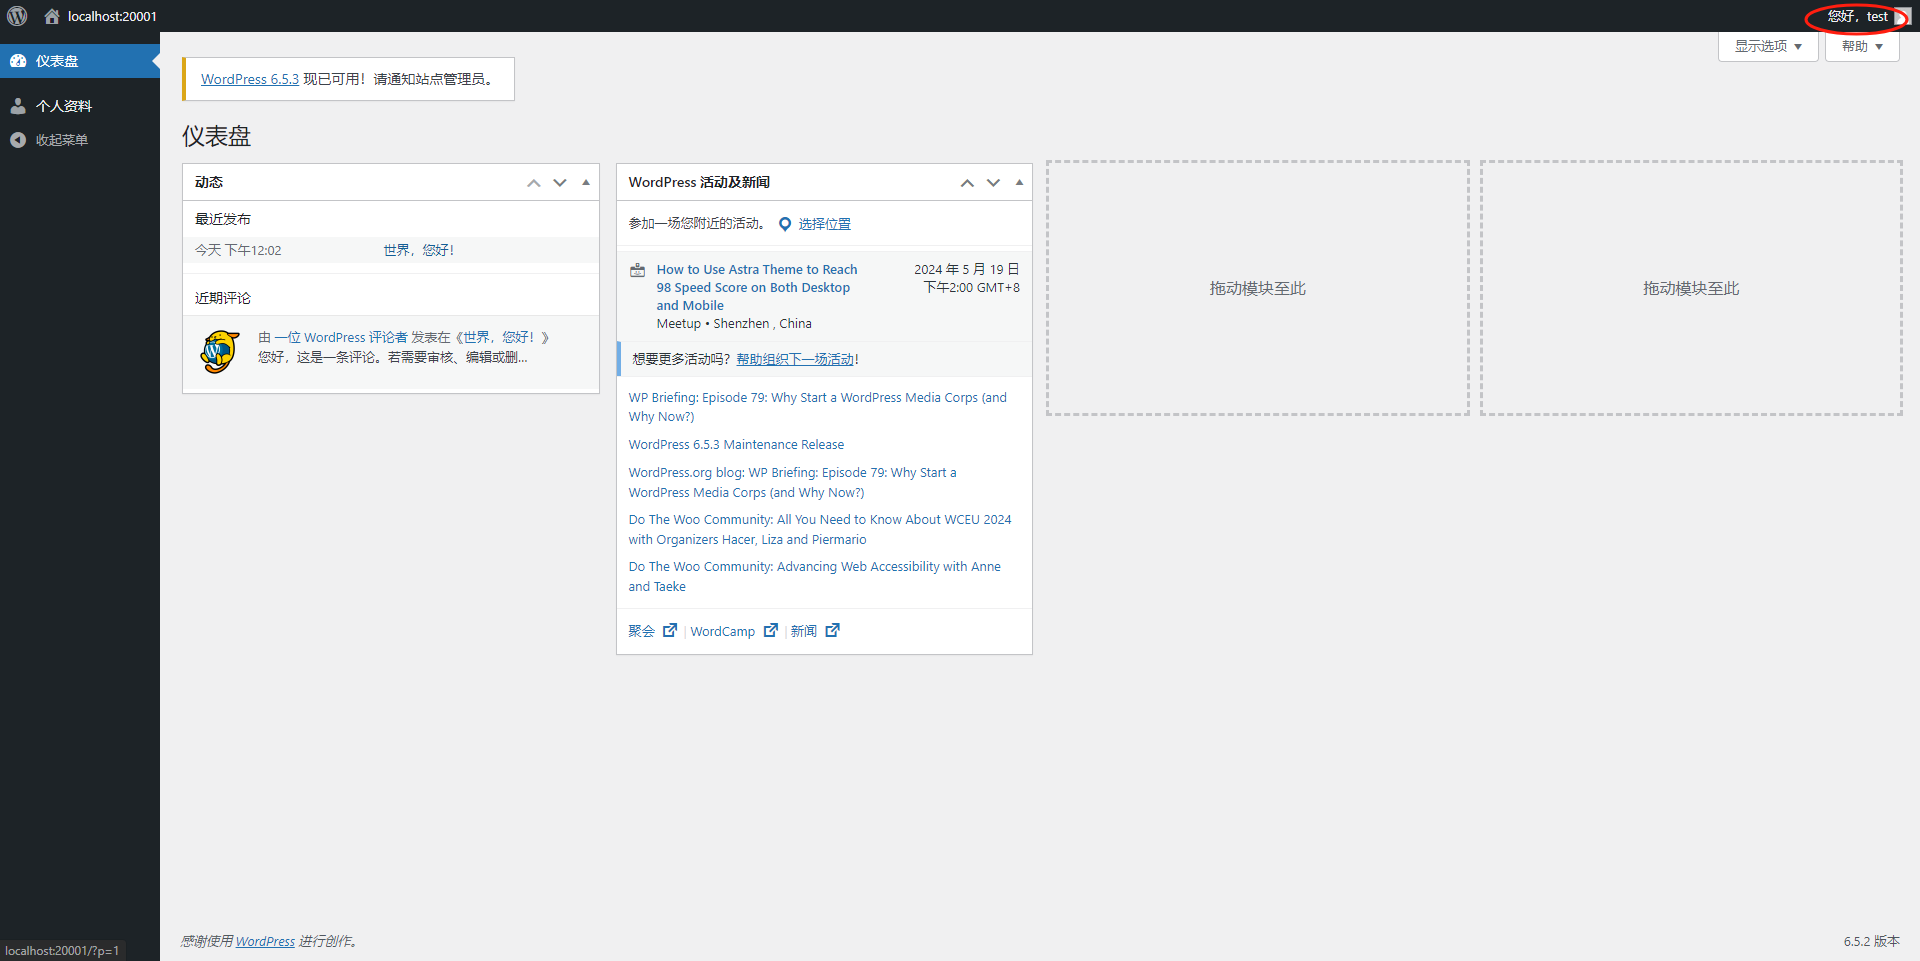 localhost:20001
您好，test
仪表盘
个人资料
收起菜单
显示选项
帮助
WordPress 6.5.3 现已可用！请通知站点管理员。
仪表盘
动态
最近发布
今天 下午12:02 世界，您好！
近期评论
由 一位 WordPress 评论者 发表在《世界，您好！》
您好，这是一条评论。若需要审核、编辑或删...
WordPress 活动及新闻
参加一场您附近的活动。 选择位置
How to Use Astra Theme to Reach
98 Speed Score on Both Desktop
and Mobile
Meetup • Shenzhen , China
2024 年 5 月 19 日
下午2:00 GMT+8
想要更多活动吗？帮助组织下一场活动！
WP Briefing: Episode 79: Why Start a WordPress Media Corps (and
Why Now?)
WordPress 6.5.3 Maintenance Release
WordPress.org blog: WP Briefing: Episode 79: Why Start a
WordPress Media Corps (and Why Now?)
Do The Woo Community: All You Need to Know About WCEU 2024
with Organizers Hacer, Liza and Piermario
Do The Woo Community: Advancing Web Accessibility with Anne
and Taeke
聚会 | WordCamp | 新闻
拖动模块至此
拖动模块至此
感谢使用 WordPress 进行创作。
6.5.2 版本
localhost:20001/?p=1